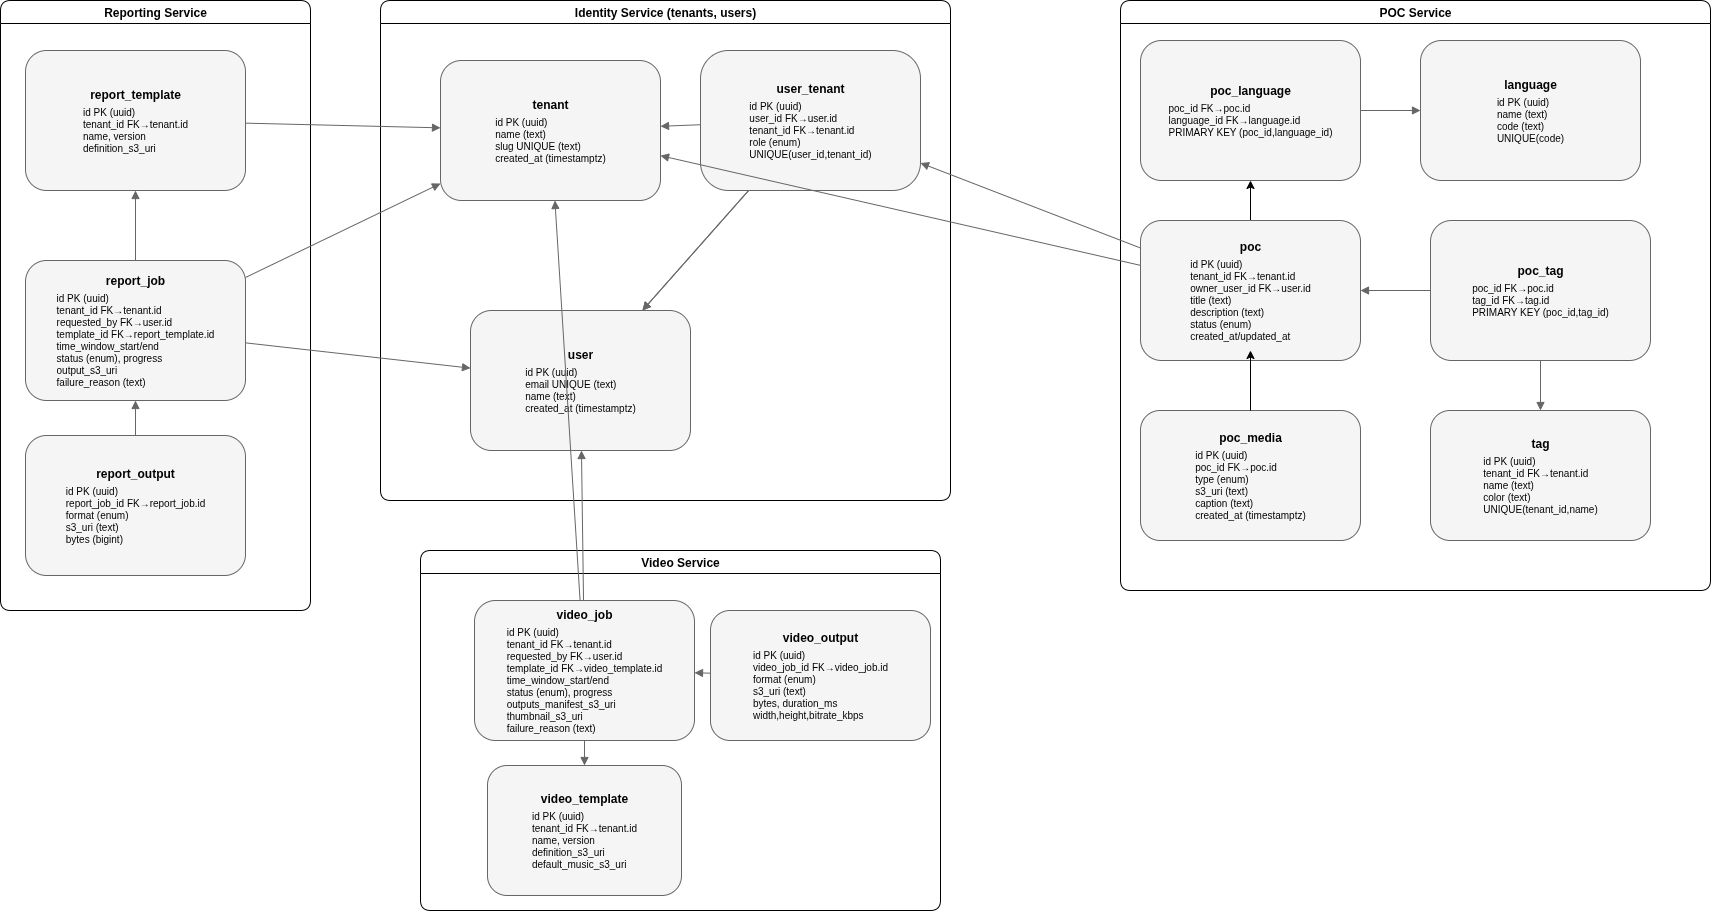 Reporting Service
report_template
id PK (uuid)
tenant_id FK→tenant.id
name, version
definition_s3_uri
report_job
id PK (uuid)
tenant_id FK→tenant.id
requested_by FK→user.id
template_id FK→report_template.id
time_window_start/end
status (enum), progress
output_s3_uri
failure_reason (text)
report_output
id PK (uuid)
report_job_id FK→report_job.id
format (enum)
s3_uri (text)
bytes (bigint)
Identity Service (tenants, users)
tenant
id PK (uuid)
name (text)
slug UNIQUE (text)
created_at (timestamptz)
user_tenant
id PK (uuid)
user_id FK→user.id
tenant_id FK→tenant.id
role (enum)
UNIQUE(user_id,tenant_id)
user
id PK (uuid)
email UNIQUE (text)
name (text)
created_at (timestamptz)
Video Service
video_job
id PK (uuid)
tenant_id FK→tenant.id
requested_by FK→user.id
template_id FK→video_template.id
time_window_start/end
status (enum), progress
outputs_manifest_s3_uri
thumbnail_s3_uri
failure_reason (text)
video_output
id PK (uuid)
video_job_id FK→video_job.id
format (enum)
s3_uri (text)
bytes, duration_ms
width,height,bitrate_kbps
video_template
id PK (uuid)
tenant_id FK→tenant.id
name, version
definition_s3_uri
default_music_s3_uri
POC Service
poc_language
poc_id FK→poc.id
language_id FK→language.id
PRIMARY KEY (poc_id,language_id)
language
id PK (uuid)
name (text)
code (text)
UNIQUE(code)
poc
id PK (uuid)
tenant_id FK→tenant.id
owner_user_id FK→user.id
title (text)
description (text)
status (enum)
created_at/updated_at
poc_tag
poc_id FK→poc.id
tag_id FK→tag.id
PRIMARY KEY (poc_id,tag_id)
poc_media
id PK (uuid)
poc_id FK→poc.id
type (enum)
s3_uri (text)
caption (text)
created_at (timestamptz)
tag
id PK (uuid)
tenant_id FK→tenant.id
name (text)
color (text)
UNIQUE(tenant_id,name)